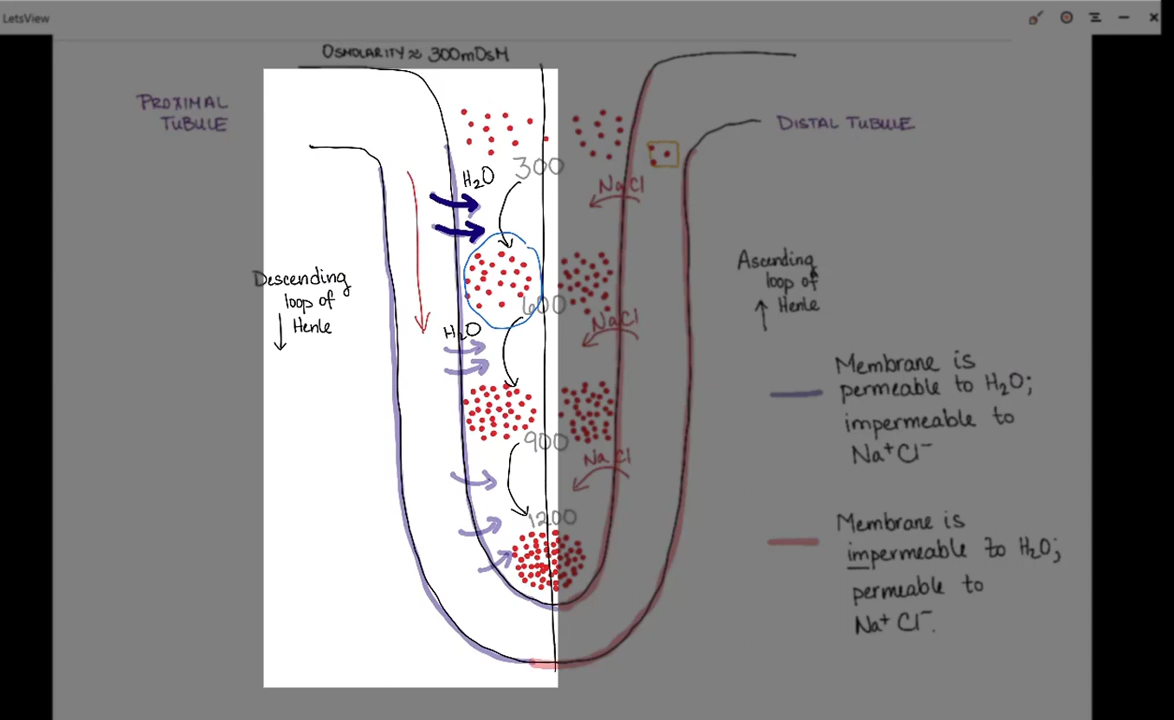 LetsView
OSMOLARITY ≈ 300mOsM
PROXIMAL
TUBULE
DISTAL TUBULE
300
H₂O
NaCl
Descending
loop of
Henle
600
H₂O
NaCl
Ascending
loop of
Henle
900
NaCl
1200
Membrane is
permeable to H₂O;
impermeable to
Na⁺Cl⁻
Membrane is
impermeable to H₂O;
permeable to
Na⁺ Cl⁻.